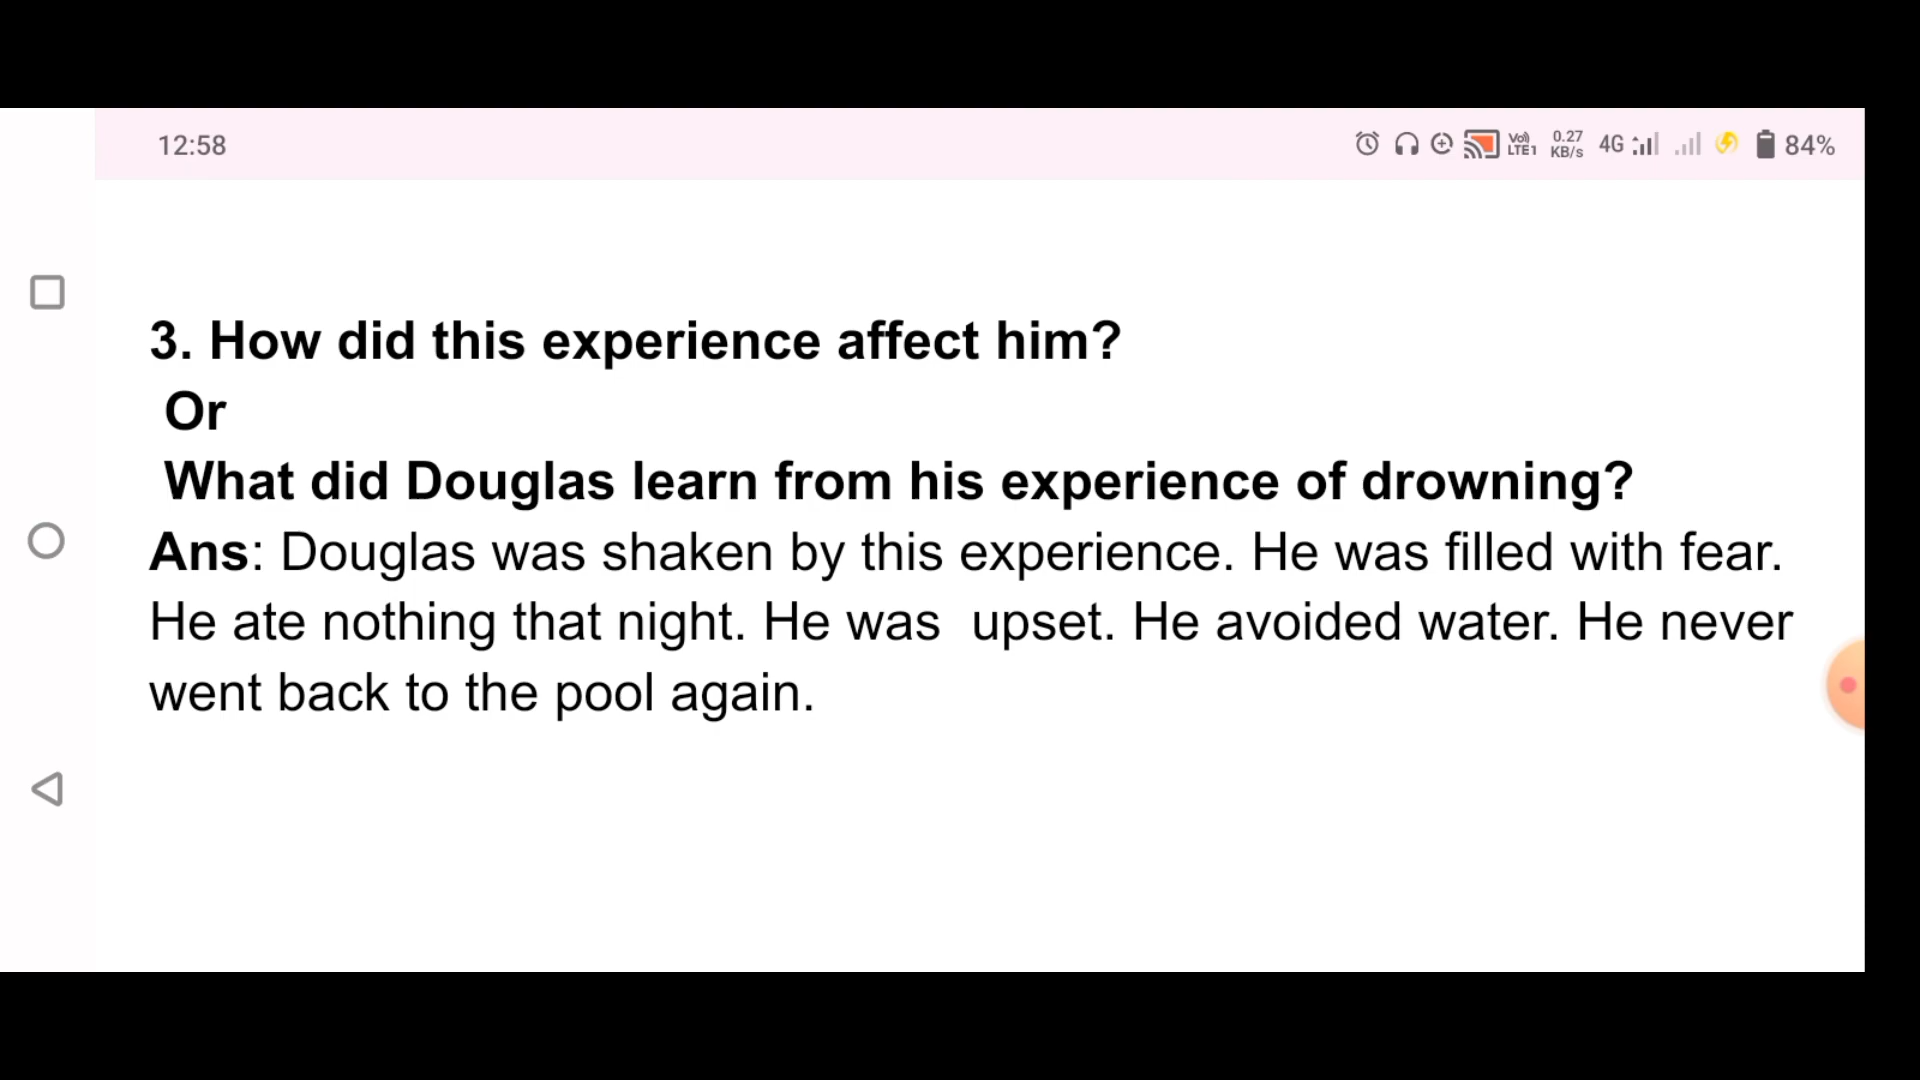 12:58
Vo) 0.27 4G 84%
LTE1 KB/s
3. How did this experience affect him?
Or
What did Douglas learn from his experience of drowning?
Ans: Douglas was shaken by this experience. He was filled with fear.
He ate nothing that night. He was  upset. He avoided water. He never
went back to the pool again.